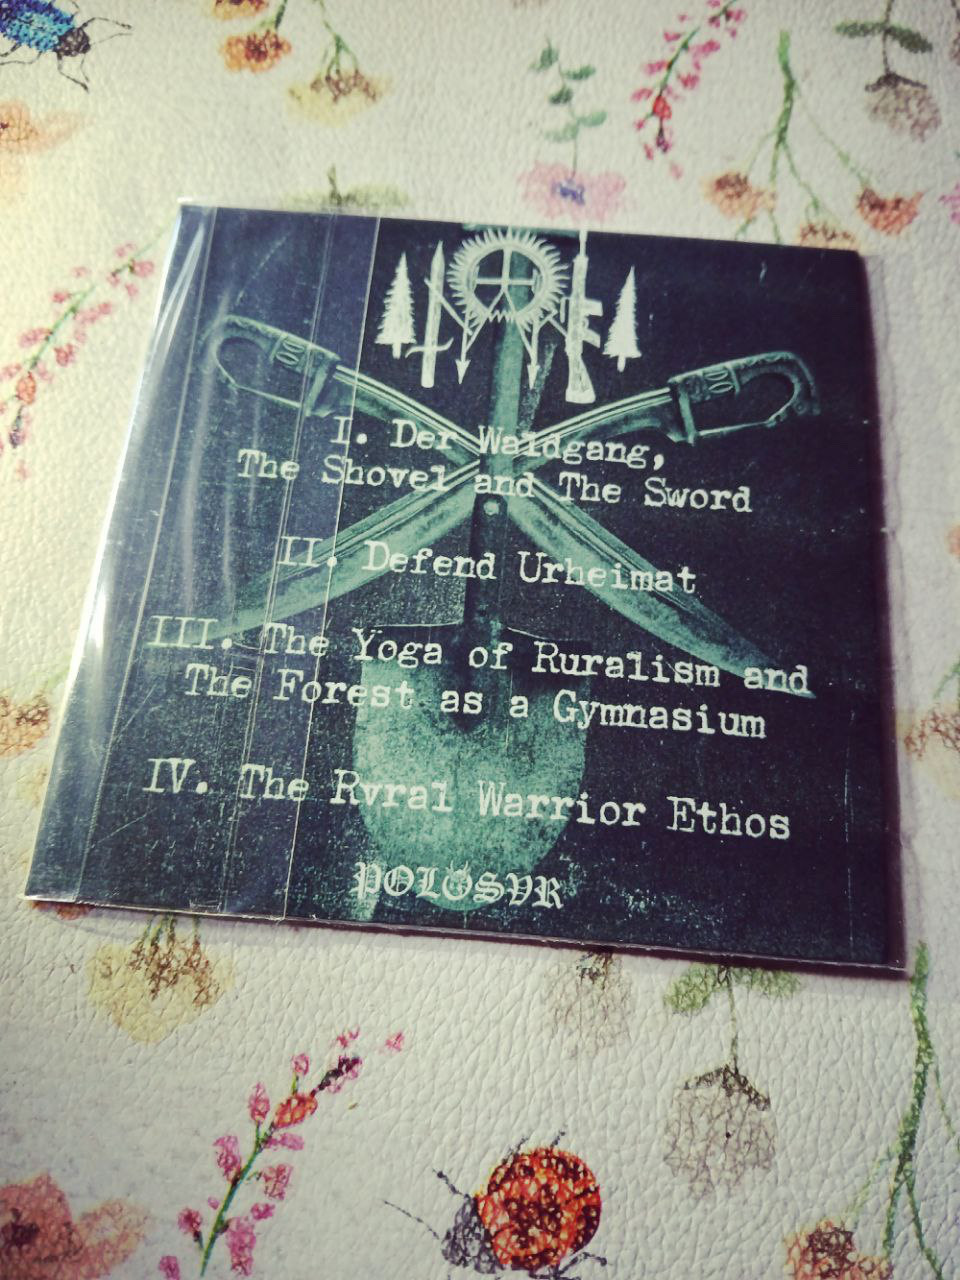 I. Der Waldgang,
The Shovel and The Sword
II. Defend Urheimat
III. The Yoga of Ruralism and
The Forest as a Gymnasium
IV. The Rvral Warrior Ethos
POLOSVR